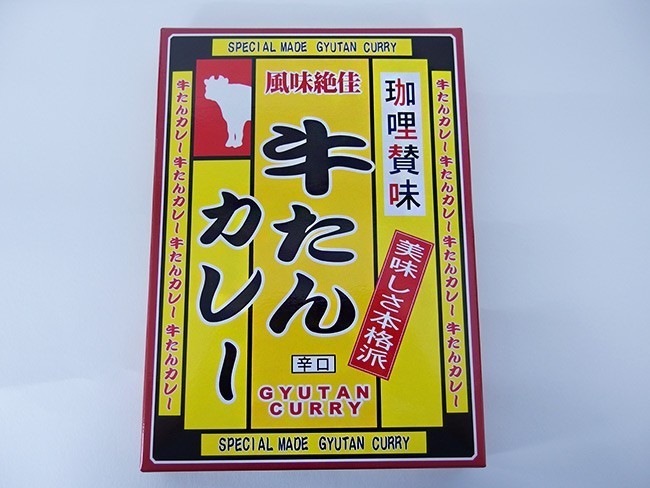 SPECIAL MADE GYUTAN CURRY
風味絶佳
珈哩賛味
牛たん
カレー
美味しさ本格派
辛口
GYUTAN
CURRY
牛たんカレー牛たんカレー牛たんカレー牛たんカレー
牛たんカレー牛たんカレー牛たんカレー牛たんカレー
SPECIAL MADE GYUTAN CURRY